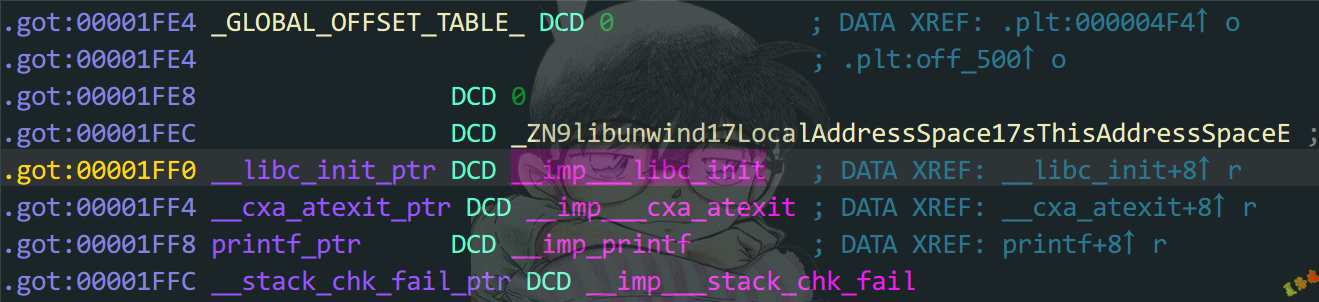 .got:00001FE4 _GLOBAL_OFFSET_TABLE_ DCD 0 ; DATA XREF: .plt:000004F4↑ o
.got:00001FE4 ; .plt:off_500↑ o
.got:00001FE8 DCD 0
.got:00001FEC DCD _ZN9libunwind17LocalAddressSpace17sThisAddressSpaceE ;
.got:00001FF0 __libc_init_ptr DCD __imp___libc_init ; DATA XREF: __libc_init+8↑ r
.got:00001FF4 __cxa_atexit_ptr DCD __imp___cxa_atexit ; DATA XREF: __cxa_atexit+8↑ r
.got:00001FF8 printf_ptr DCD __imp_printf ; DATA XREF: printf+8↑ r
.got:00001FFC __stack_chk_fail_ptr DCD __imp___stack_chk_fail